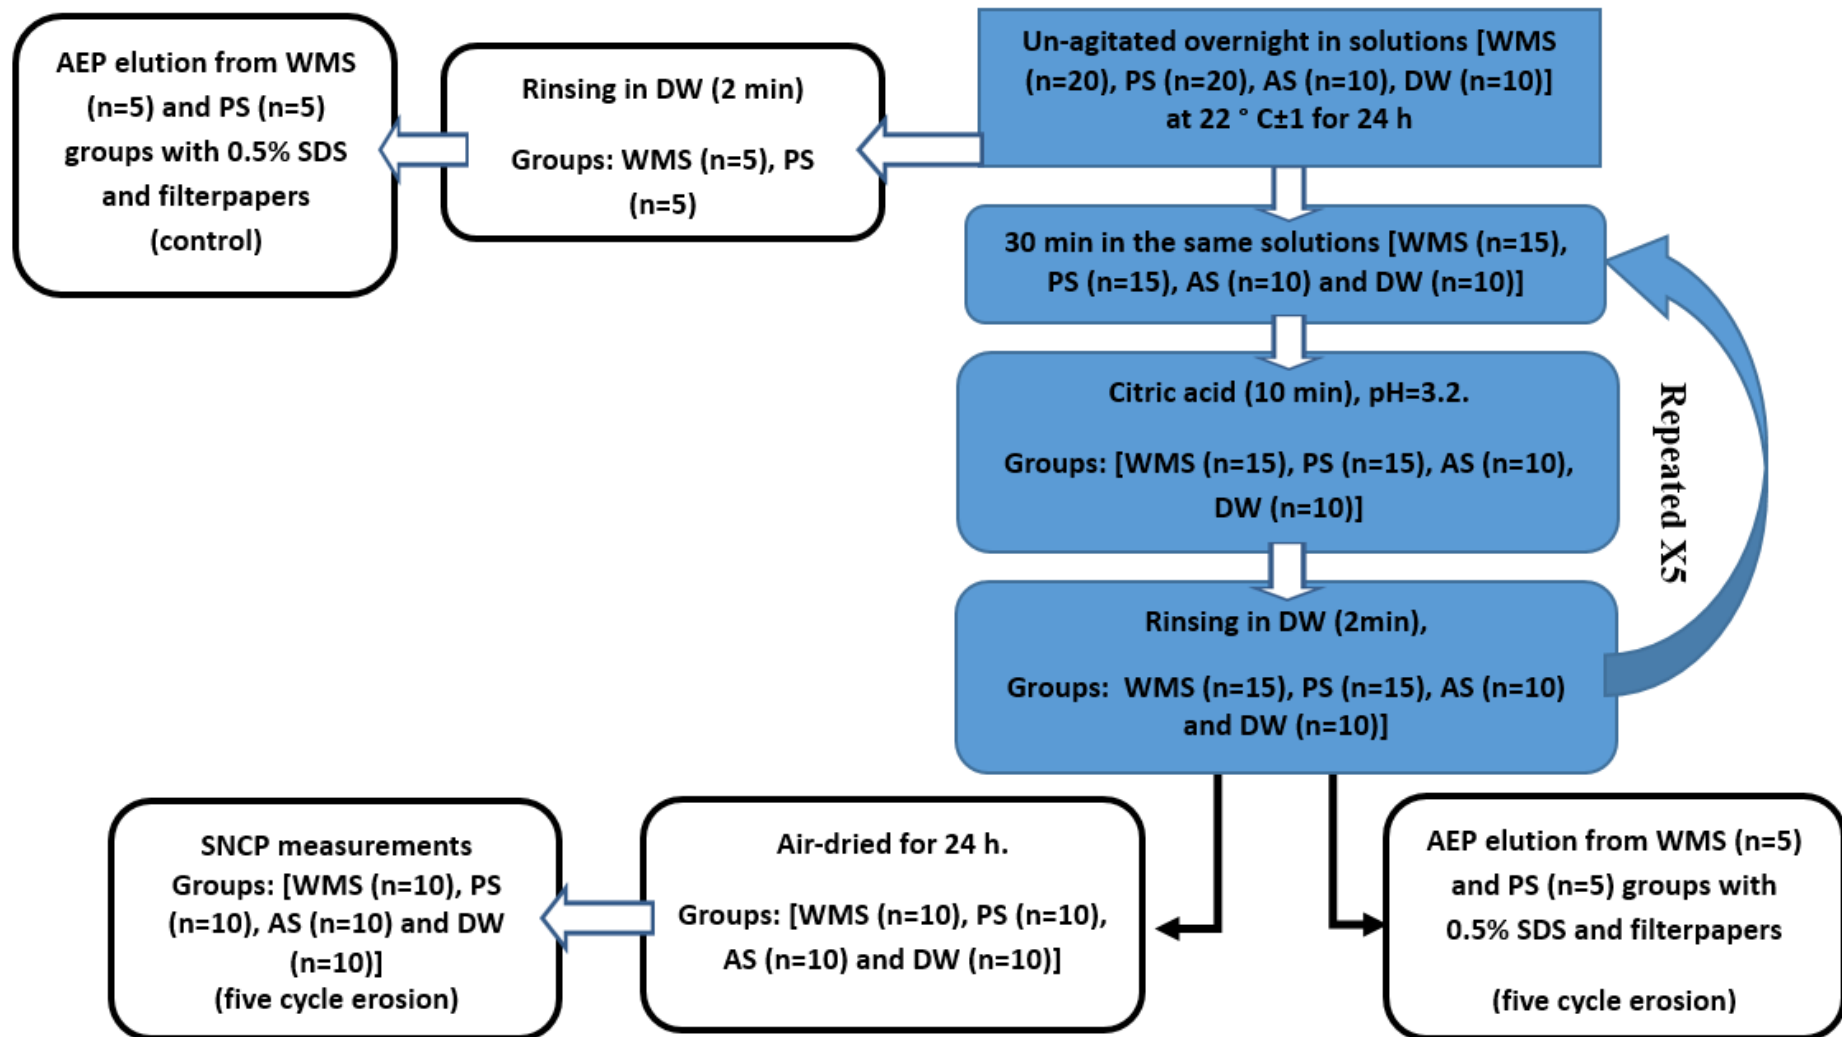 Un-agitated overnight in solutions [WMS
(n=20), PS (n=20), AS (n=10), DW (n=10)]
at 22 ° C±1 for 24 h
Rinsing in DW (2 min)
Groups: WMS (n=5), PS
(n=5)
AEP elution from WMS
(n=5) and PS (n=5)
groups with 0.5% SDS
and filterpapers
(control)
30 min in the same solutions [WMS (n=15),
PS (n=15), AS (n=10) and DW (n=10)]
Citric acid (10 min), pH=3.2.
Groups: [WMS (n=15), PS (n=15), AS (n=10),
DW (n=10)]
Repeated X5
Rinsing in DW (2min),
Groups:  WMS (n=15), PS (n=15), AS (n=10)
and DW (n=10)]
Air-dried for 24 h.
Groups: [WMS (n=10), PS (n=10),
AS (n=10) and DW (n=10)]
SNCP measurements
Groups: [WMS (n=10), PS
(n=10), AS (n=10) and DW
(n=10)]
(five cycle erosion)
AEP elution from WMS (n=5)
and PS (n=5) groups with
0.5% SDS and filterpapers
(five cycle erosion)